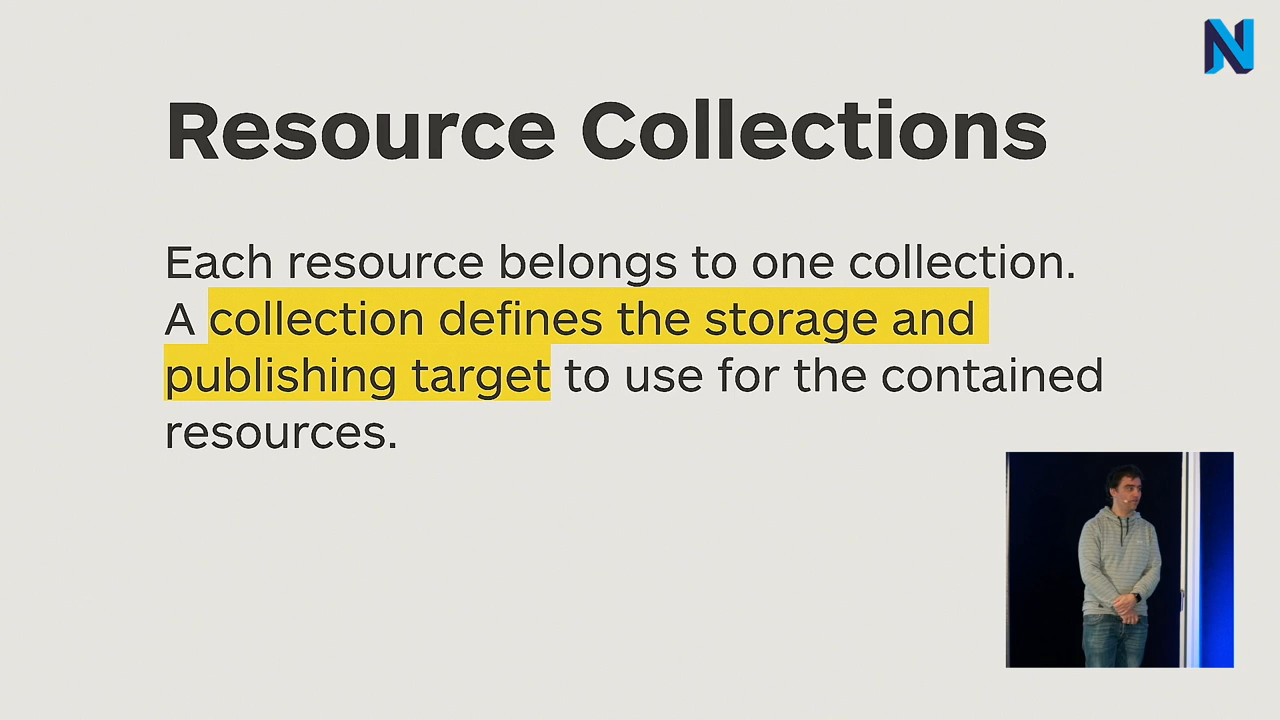 Resource Collections
Each resource belongs to one collection.
A collection defines the storage and
publishing target to use for the contained
resources.